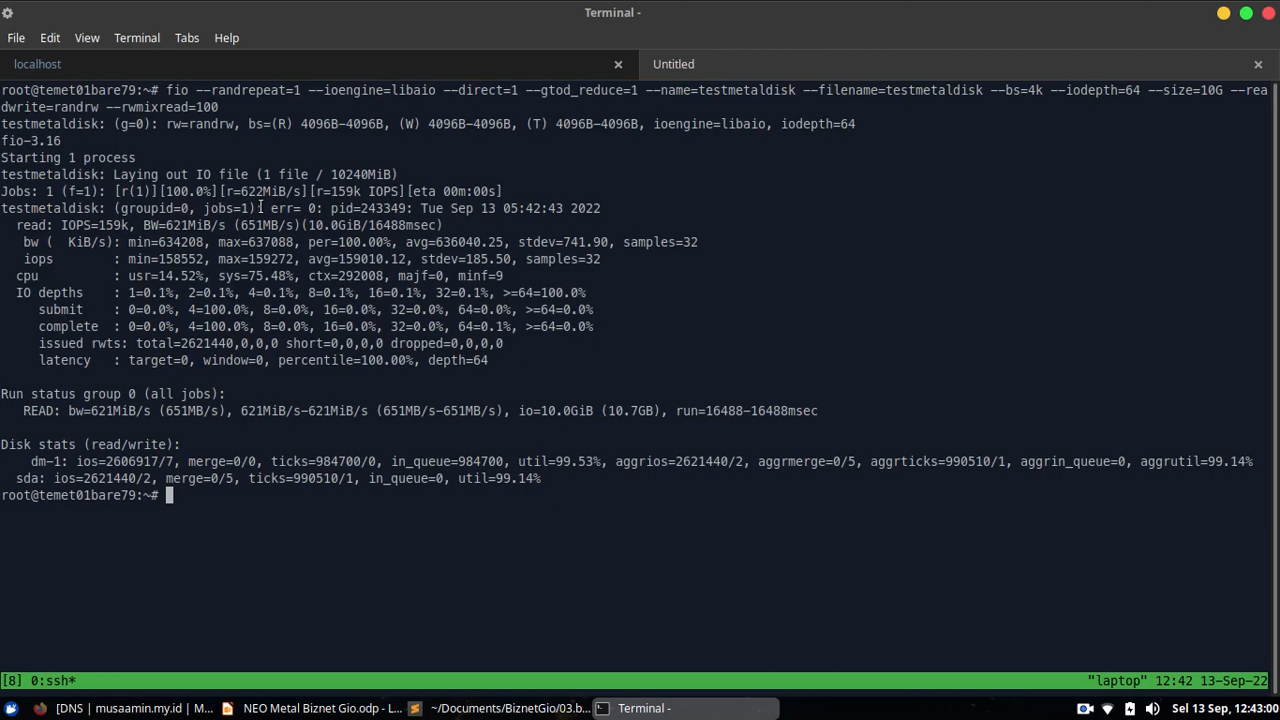 Terminal -
File Edit View Terminal Tabs Help
localhost Untitled
root@temet01bare79:~# fio --randrepeat=1 --ioengine=libaio --direct=1 --gtod_reduce=1 --name=testmetaldisk --filename=testmetaldisk --bs=4k --iodepth=64 --size=10G --rea
dwrite=randrw --rwmixread=100
testmetaldisk: (g=0): rw=randrw, bs=(R) 4096B-4096B, (W) 4096B-4096B, (T) 4096B-4096B, ioengine=libaio, iodepth=64
fio-3.16
Starting 1 process
testmetaldisk: Laying out IO file (1 file / 10240MiB)
Jobs: 1 (f=1): [r(1)][100.0%][r=622MiB/s][r=159k IOPS][eta 00m:00s]
testmetaldisk: (groupid=0, jobs=1): err= 0: pid=243349: Tue Sep 13 05:42:43 2022
read: IOPS=159k, BW=621MiB/s (651MB/s)(10.0GiB/16488msec)
bw ( KiB/s): min=634208, max=637088, per=100.00%, avg=636040.25, stdev=741.90, samples=32
iops : min=158552, max=159272, avg=159010.12, stdev=185.50, samples=32
cpu : usr=14.52%, sys=75.48%, ctx=292008, majf=0, minf=9
IO depths : 1=0.1%, 2=0.1%, 4=0.1%, 8=0.1%, 16=0.1%, 32=0.1%, >=64=100.0%
submit : 0=0.0%, 4=100.0%, 8=0.0%, 16=0.0%, 32=0.0%, 64=0.0%, >=64=0.0%
complete : 0=0.0%, 4=100.0%, 8=0.0%, 16=0.0%, 32=0.0%, 64=0.1%, >=64=0.0%
issued rwts: total=2621440,0,0,0 short=0,0,0,0 dropped=0,0,0,0
latency : target=0, window=0, percentile=100.00%, depth=64
Run status group 0 (all jobs):
READ: bw=621MiB/s (651MB/s), 621MiB/s-621MiB/s (651MB/s-651MB/s), io=10.0GiB (10.7GB), run=16488-16488msec
Disk stats (read/write):
dm-1: ios=2606917/7, merge=0/0, ticks=984700/0, in_queue=984700, util=99.53%, aggrios=2621440/2, aggrmerge=0/5, aggrticks=990510/1, aggrin_queue=0, aggrutil=99.14%
sda: ios=2621440/2, merge=0/5, ticks=990510/1, in_queue=0, util=99.14%
root@temet01bare79:~#
[8] 0:ssh* "laptop" 12:42 13-Sep-22
[DNS | musaamin.my.id | M... NEO Metal Biznet Gio.odp - L... ~/Documents/BiznetGio/03.b... Terminal - Sel 13 Sep, 12:43:00